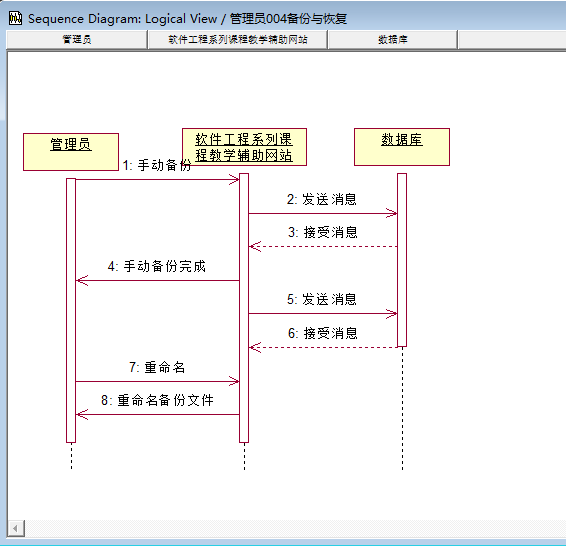 Sequence Diagram: Logical View / 管理员004备份与恢复
管理员 软件工程系列课程教学辅助网站 数据库
管理员
软件工程系列课
程教学辅助网站
数据库
1: 手动备份
2: 发送消息
3: 接受消息
4: 手动备份完成
5: 发送消息
6: 接受消息
7: 重命名
8: 重命名备份文件